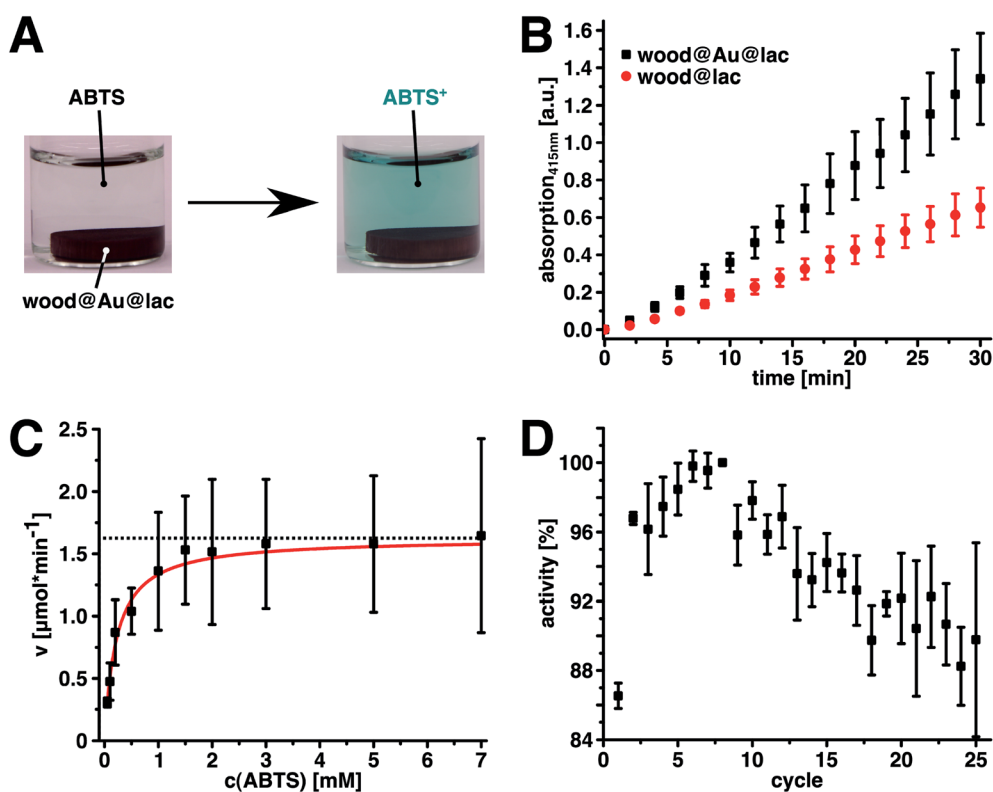 A
ABTS
ABTS⁺
wood@Au@lac
B
wood@Au@lac
wood@lac
absorption₄₁₅ₙₘ [a.u.]
1.6
1.4
1.2
1.0
0.8
0.6
0.4
0.2
0.0
0 5 10 15 20 25 30
time [min]
C
v [µmol*min⁻¹]
2.5
2.0
1.5
1.0
0.5
0
0 1 2 3 4 5 6 7
c(ABTS) [mM]
D
activity [%]
100
96
92
88
84
0 5 10 15 20 25
cycle